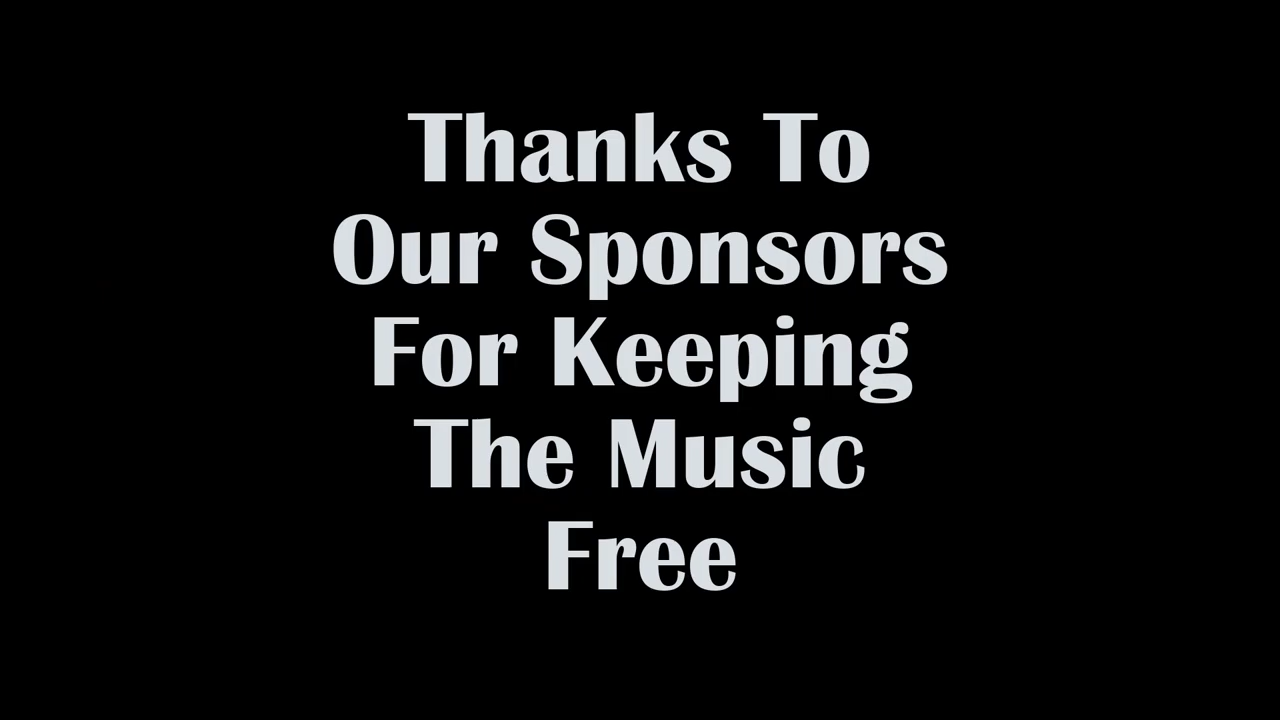 Thanks To
Our Sponsors
For Keeping
The Music
Free